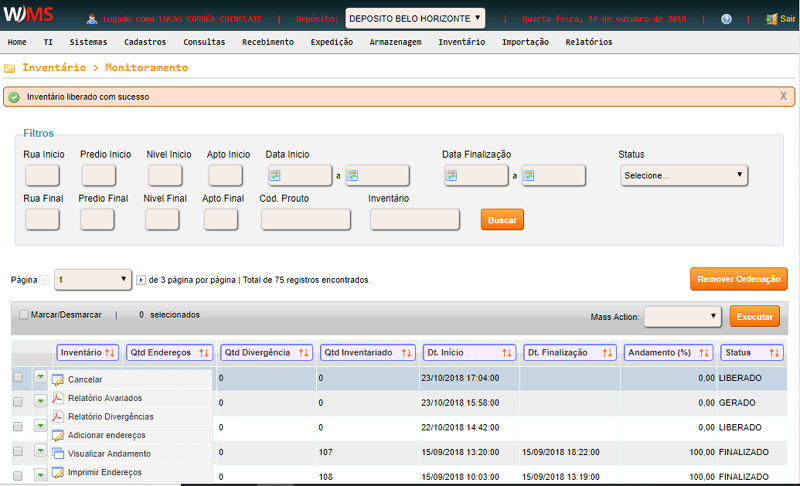 WMS
Logado como LUCAS CORRÊA CHINELATE | Depósito: DEPOSITO BELO HORIZONTE | Quarta-feira, 24 de outubro de 2018 | ? | Sair
Home TI Sistemas Cadastros Consultas Recebimento Expedição Armazenagem Inventário Importação Relatórios
Inventário > Monitoramento
Inventário liberado com sucesso X
Filtros
Rua Inicio Predio Inicio Nivel Inicio Apto Inicio Data Inicio Data Finalização Status
a a Selecione...
Rua Final Predio Final Nivel Final Apto Final Cod. Prouto Inventário
Buscar
Página 1 de 3 página por página | Total de 75 registros encontrados. Remover Ordenação
Marcar/Desmarcar | 0 selecionados Mass Action: Executar
Inventário Qtd Endereços Qtd Divergência Qtd Inventariado Dt. Início Dt. Finalização Andamento (%) Status
Cancelar 0 0 23/10/2018 17:04:00 0,00 LIBERADO
Relatório Avariados 0 0 23/10/2018 15:58:00 0,00 GERADO
Relatório Divergências
Adicionar endereços 0 0 22/10/2018 14:42:00 0,00 LIBERADO
Visualizar Andamento 0 107 15/09/2018 13:20:00 15/09/2018 18:22:00 100,00 FINALIZADO
Imprimir Endereços 0 108 15/09/2018 10:03:00 15/09/2018 13:19:00 100,00 FINALIZADO